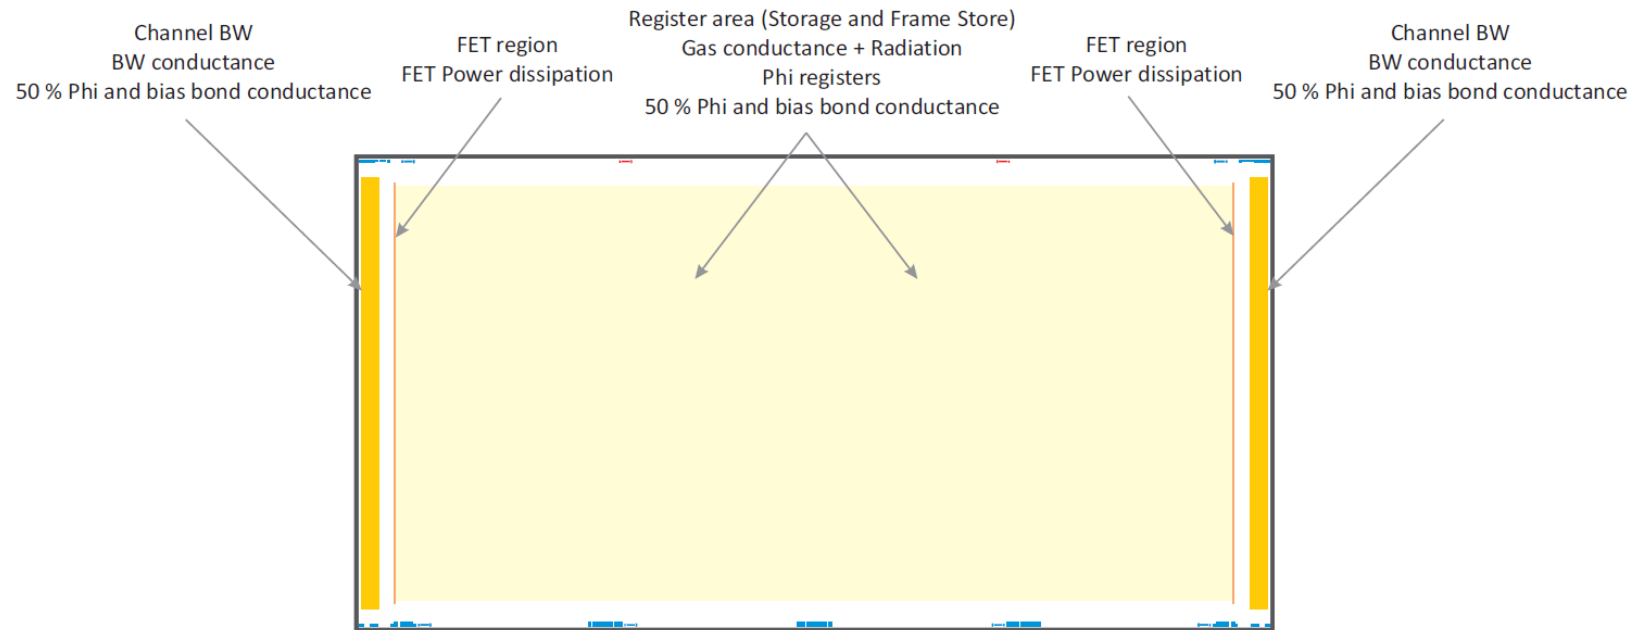 Channel BW
BW conductance
50 % Phi and bias bond conductance
FET region
FET Power dissipation
Register area (Storage and Frame Store)
Gas conductance + Radiation
Phi registers
50 % Phi and bias bond conductance
FET region
FET Power dissipation
Channel BW
BW conductance
50 % Phi and bias bond conductance